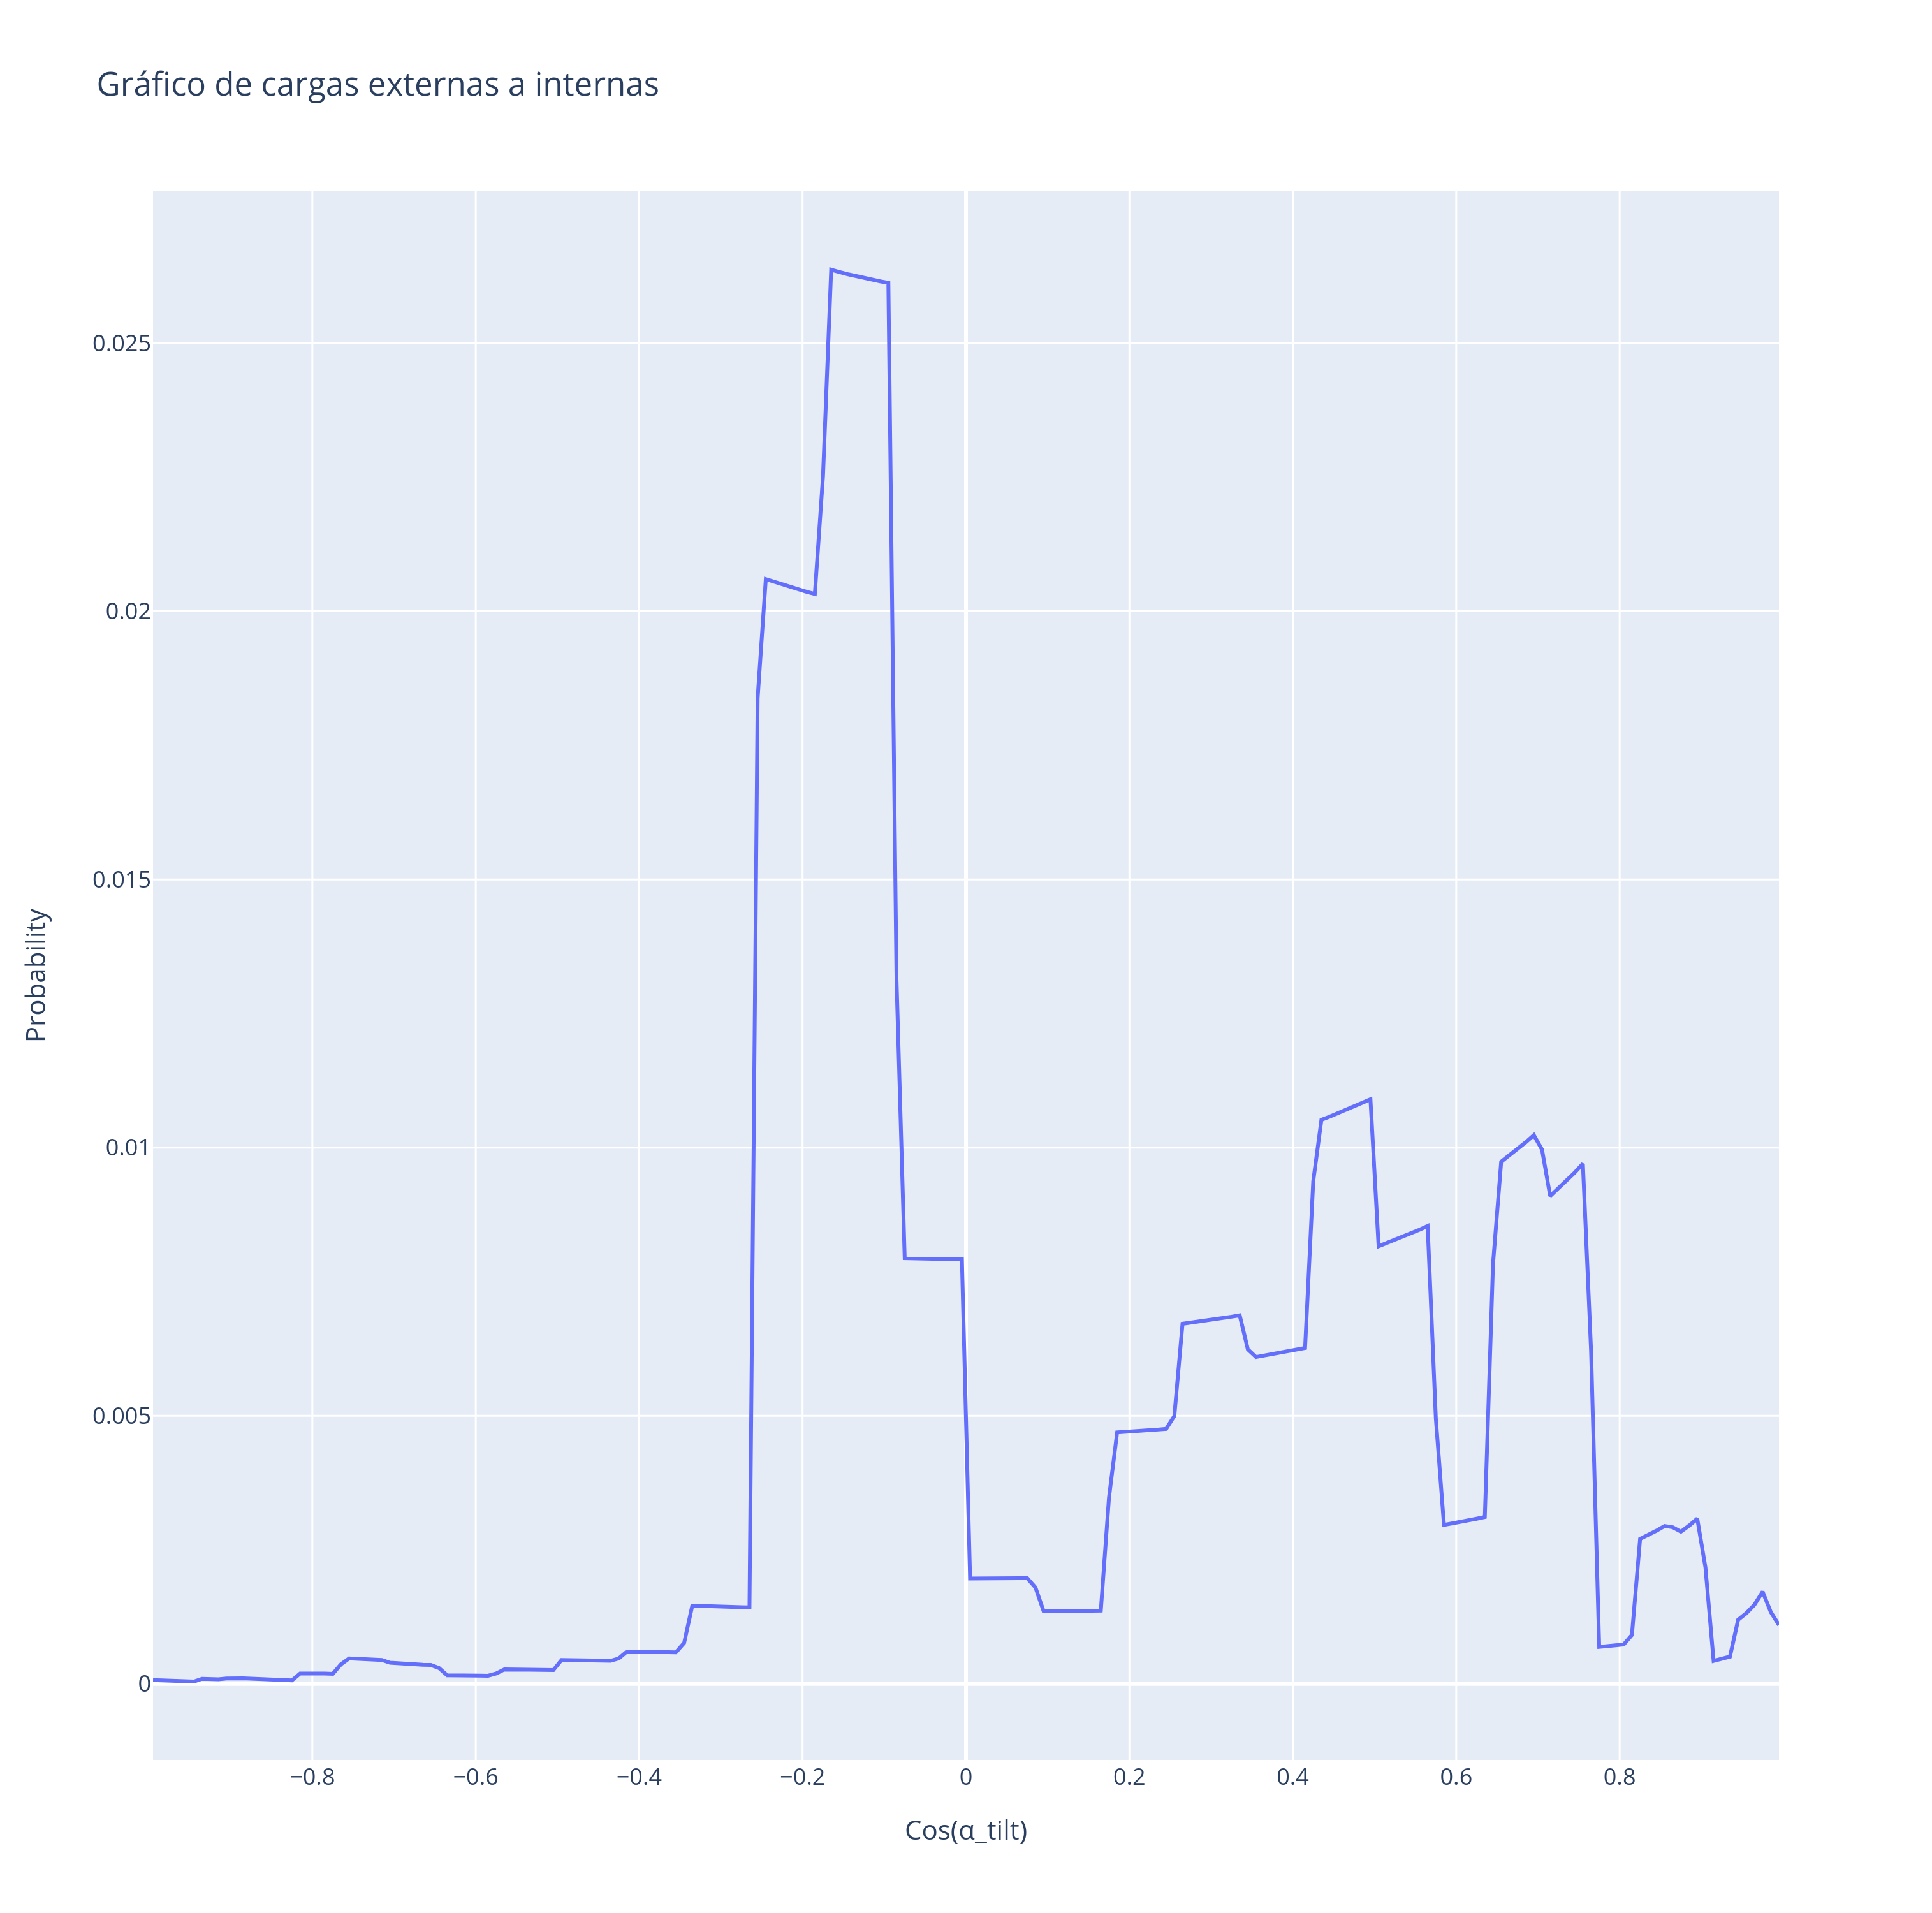 Gráfico de cargas externas a internas
Probability
0.025
0.02
0.015
0.01
0.005
0
−0.8 −0.6 −0.4 −0.2 0 0.2 0.4 0.6 0.8
Cos(α_tilt)